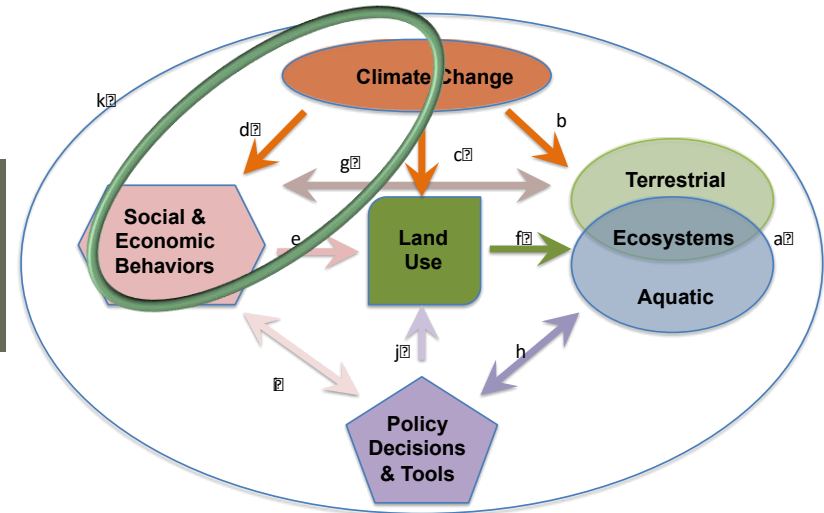 Climate Change
k
d
b
c
g
Terrestrial
Social &
Economic
Behaviors
e
Land
Use
f
Ecosystems
a
Aquatic
j
h
Policy
Decisions
& Tools